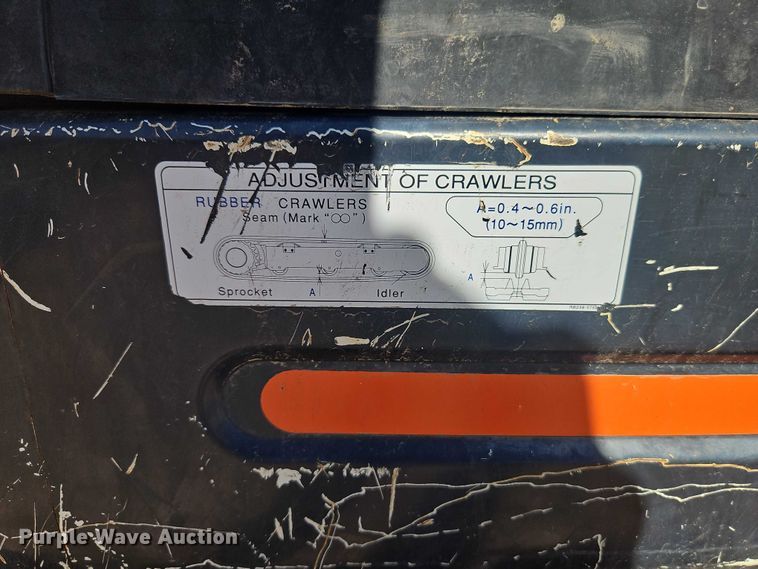 ADJUSTMENT OF CRAWLERS
RUBBER CRAWLERS
Seam (Mark "∞")
A=0.4～0.6in.
(10～15mm)
A
Sprocket A Idler
Purple Wave Auction